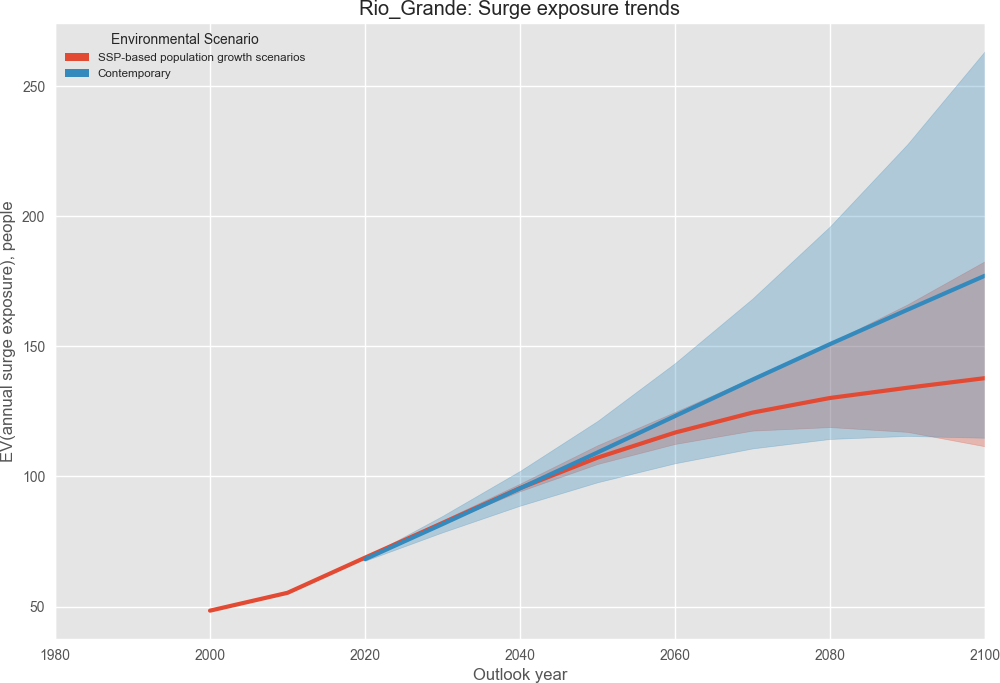 Rio_Grande: Surge exposure trends
Environmental Scenario
SSP-based population growth scenarios
Contemporary
EV(annual surge exposure), people
250
200
150
100
50
1980 2000 2020 2040 2060 2080 2100
Outlook year